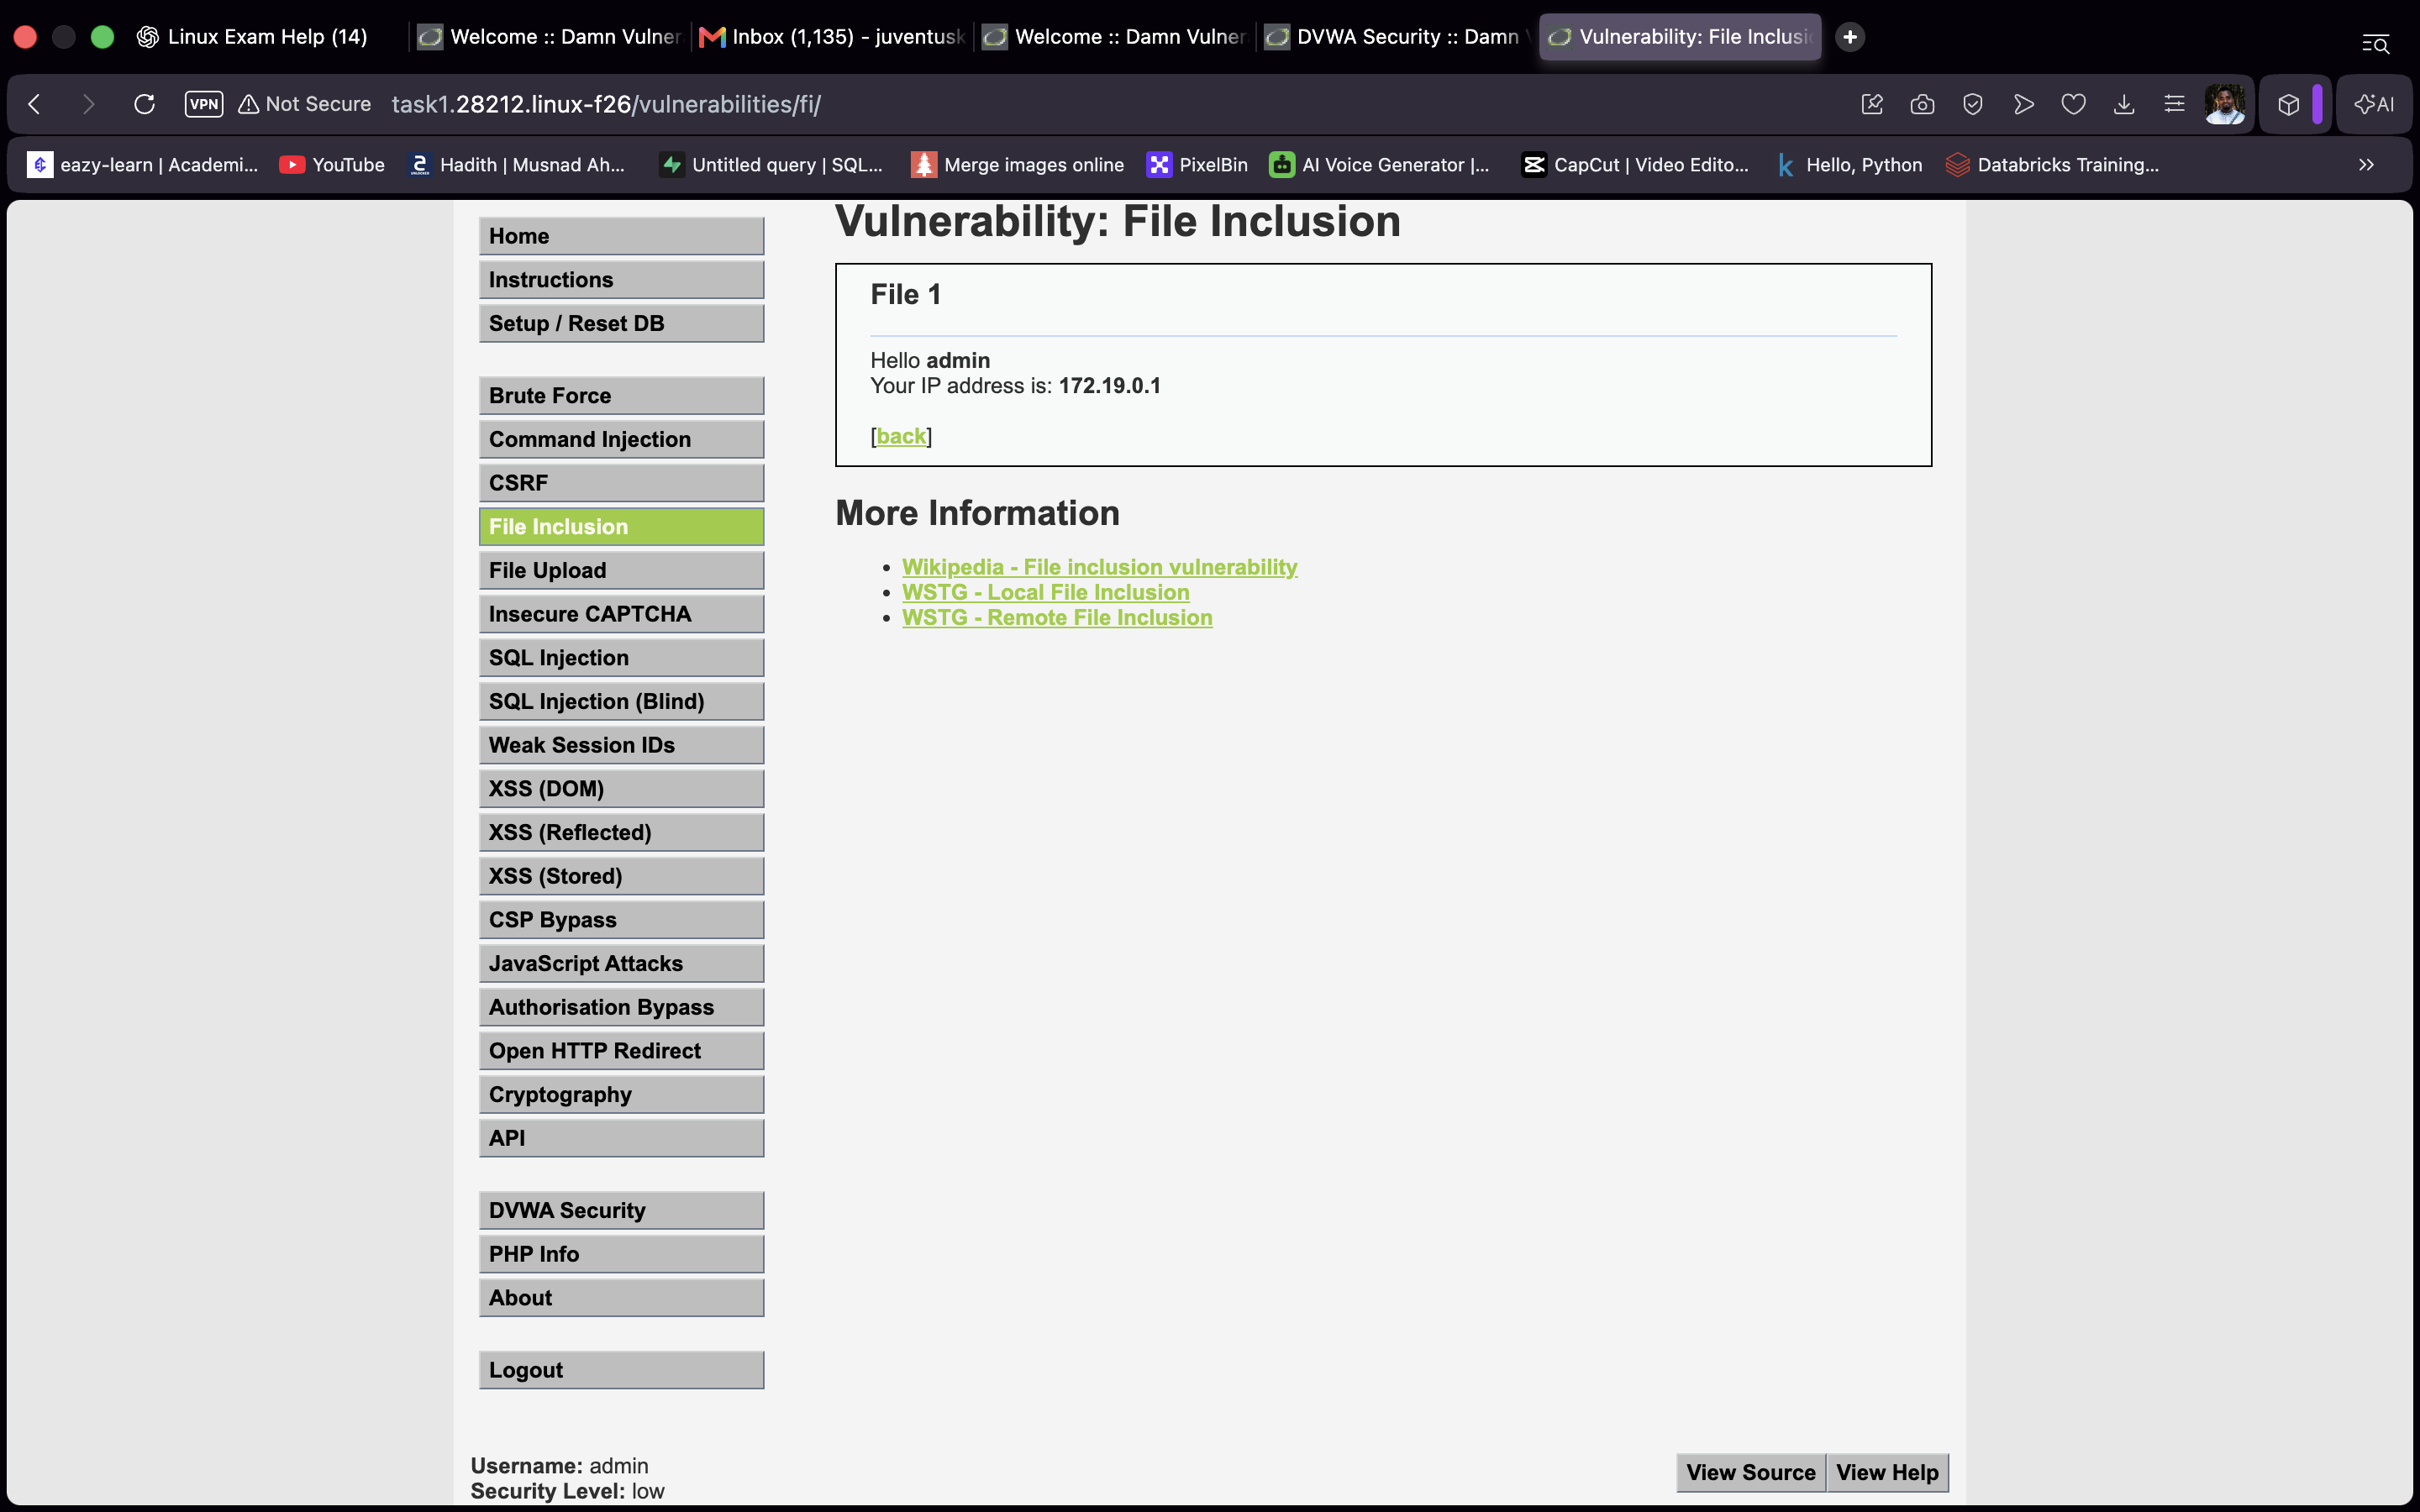 Linux Exam Help (14)
Welcome :: Damn Vulner
Inbox (1,135) - juventusk
Welcome :: Damn Vulner
DVWA Security :: Damn
Vulnerability: File Inclusi
VPN
Not Secure
task1.28212.linux-f26/vulnerabilities/fi/
AI
eazy-learn | Academi...
YouTube
Hadith | Musnad Ah...
Untitled query | SQL...
Merge images online
PixelBin
AI Voice Generator |...
CapCut | Video Edito...
Hello, Python
Databricks Training...
Home
Instructions
Setup / Reset DB
Brute Force
Command Injection
CSRF
File Inclusion
File Upload
Insecure CAPTCHA
SQL Injection
SQL Injection (Blind)
Weak Session IDs
XSS (DOM)
XSS (Reflected)
XSS (Stored)
CSP Bypass
JavaScript Attacks
Authorisation Bypass
Open HTTP Redirect
Cryptography
API
DVWA Security
PHP Info
About
Logout
Vulnerability: File Inclusion
File 1
Hello admin
Your IP address is: 172.19.0.1
[back]
More Information
Wikipedia - File inclusion vulnerability
WSTG - Local File Inclusion
WSTG - Remote File Inclusion
Username: admin
Security Level: low
View Source
View Help